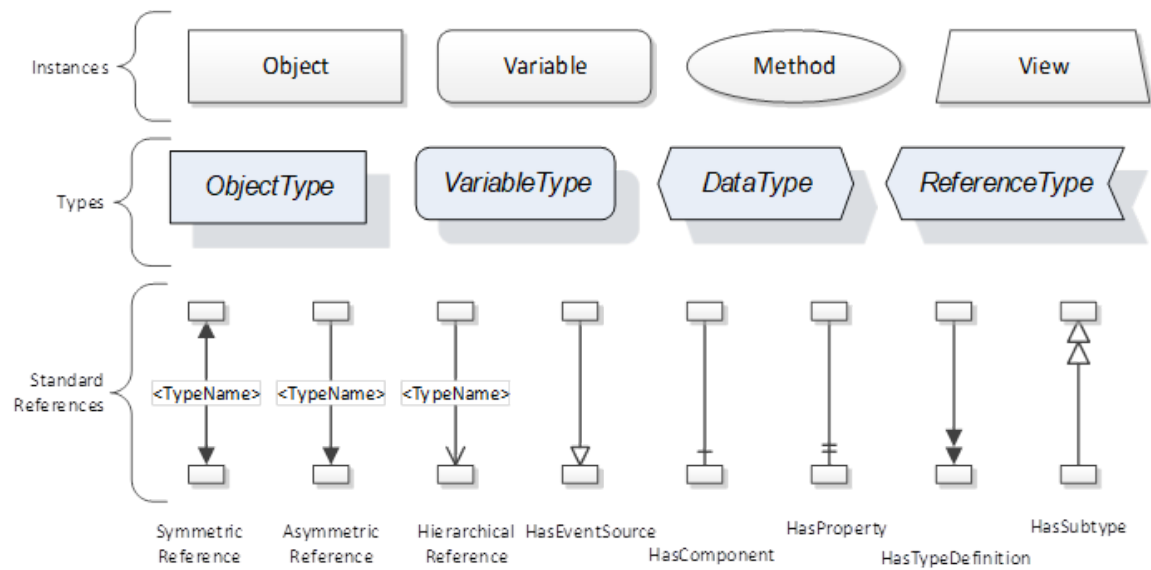 Instances
Object
Variable
Method
View
Types
ObjectType
VariableType
DataType
ReferenceType
Standard
References
<TypeName>
<TypeName>
<TypeName>
Symmetric
Reference
Asymmetric
Reference
Hierarchical
Reference
HasEventSource
HasComponent
HasProperty
HasTypeDefinition
HasSubtype